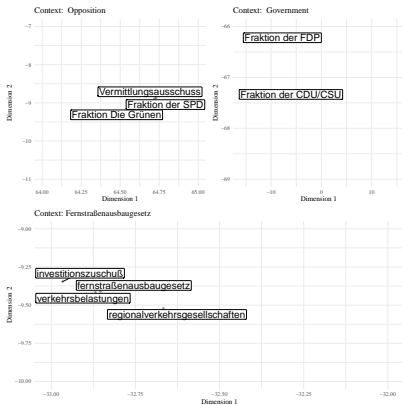 Context: Opposition
−7
−8
−9
−10
−11
Dimension 2
Vermittlungsausschuss
Fraktion der SPD
Fraktion Die Grünen
64.00
64.25
64.50
64.75
65.00
Dimension 1
Context: Government
−66
−67
−68
−69
Dimension 2
Fraktion der FDP
Fraktion der CDU/CSU
−10
0
10
Dimension 1
Context: Fernstraßenausbaugesetz
−9.00
−9.25
−9.50
−9.75
−10.00
Dimension 2
investitionszuschuß
fernstraßenausbaugesetz
verkehrsbelastungen
regionalverkehrsgesellschaften
−33.00
−32.75
−32.50
−32.25
−32.00
Dimension 1